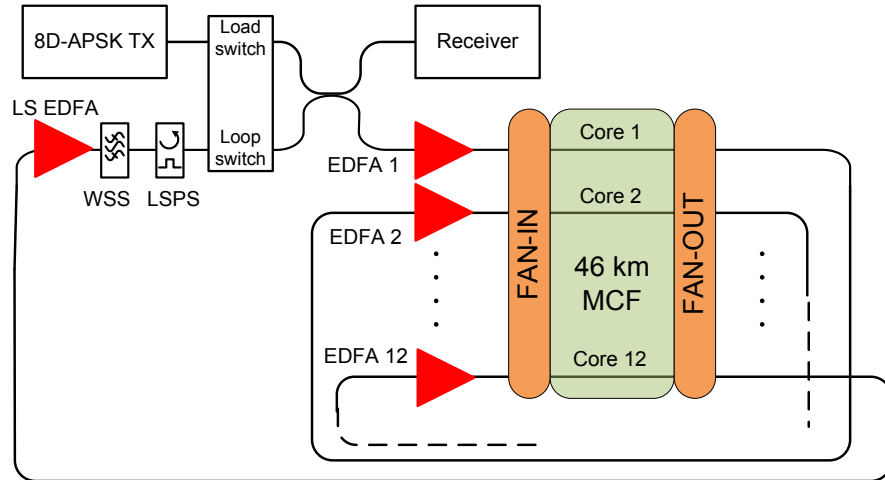 8D-APSK TX
Load
switch
Receiver
LS EDFA
Loop
switch
WSS
LSPS
EDFA 1
EDFA 2
EDFA 12
FAN-IN
Core 1
Core 2
46 km
MCF
Core 12
FAN-OUT